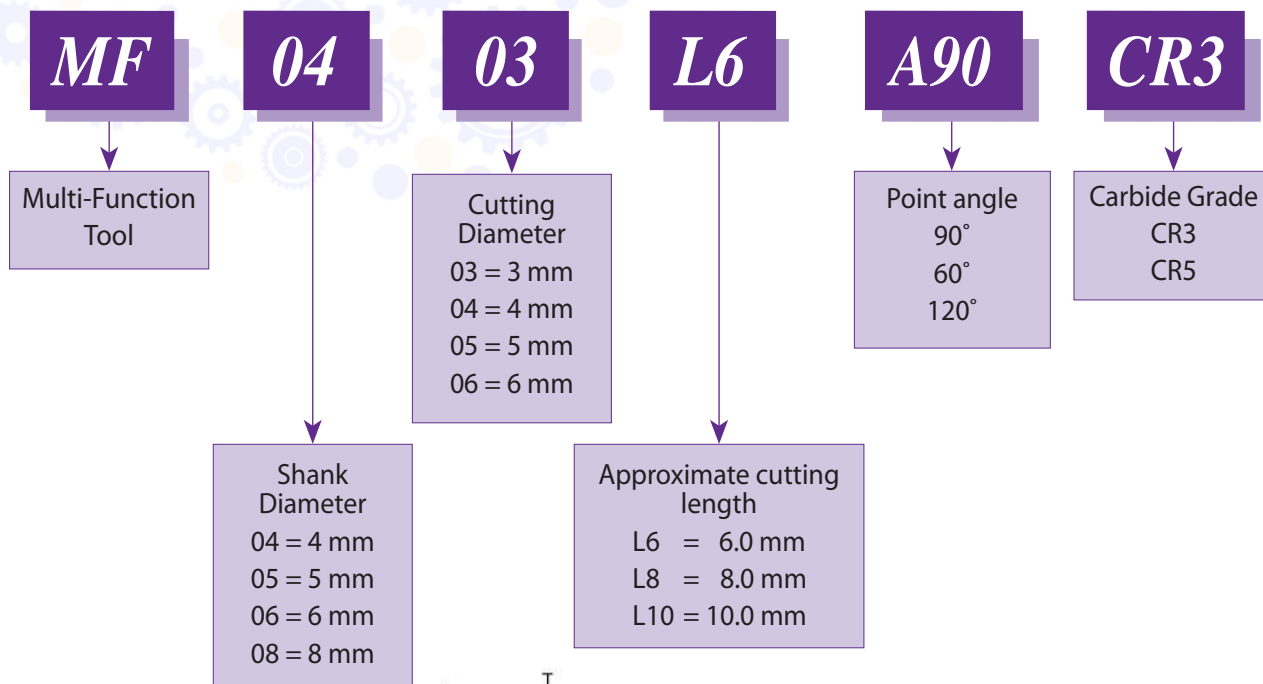 MF
04
03
L6
A90
CR3
Multi-Function
Tool
Shank
Diameter
04 = 4 mm
05 = 5 mm
06 = 6 mm
08 = 8 mm
Cutting
Diameter
03 = 3 mm
04 = 4 mm
05 = 5 mm
06 = 6 mm
Approximate cutting
length
L6 = 6.0 mm
L8 = 8.0 mm
L10 = 10.0 mm
Point angle
90˚
60˚
120˚
Carbide Grade
CR3
CR5